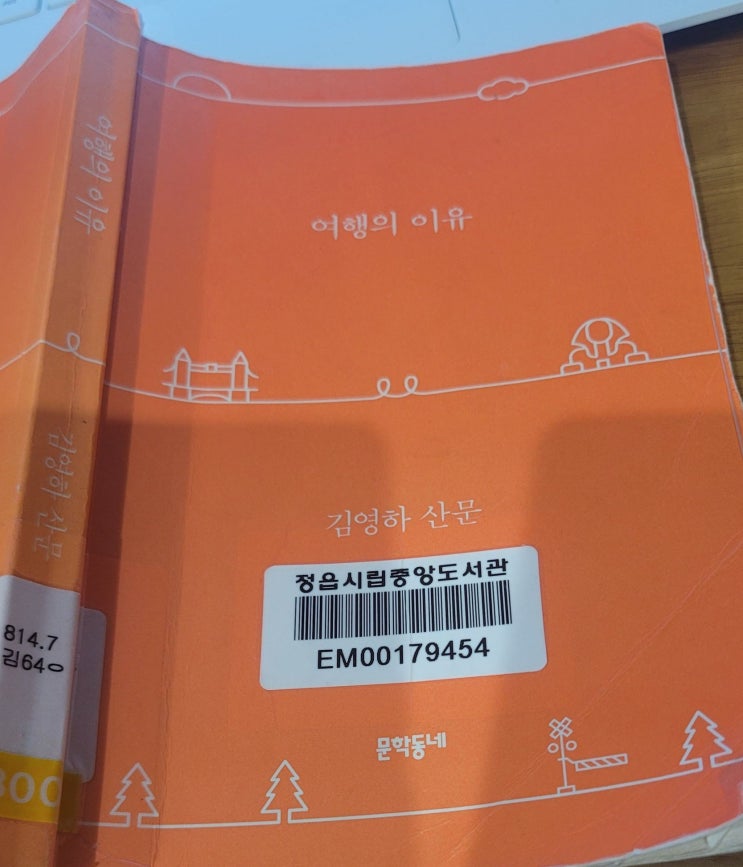 여행의 이유
김영하 산문
814.7
김64ㅇ
800
여행의 이유
김영하 산문
정읍시립중앙도서관
EM00179454
문학동네